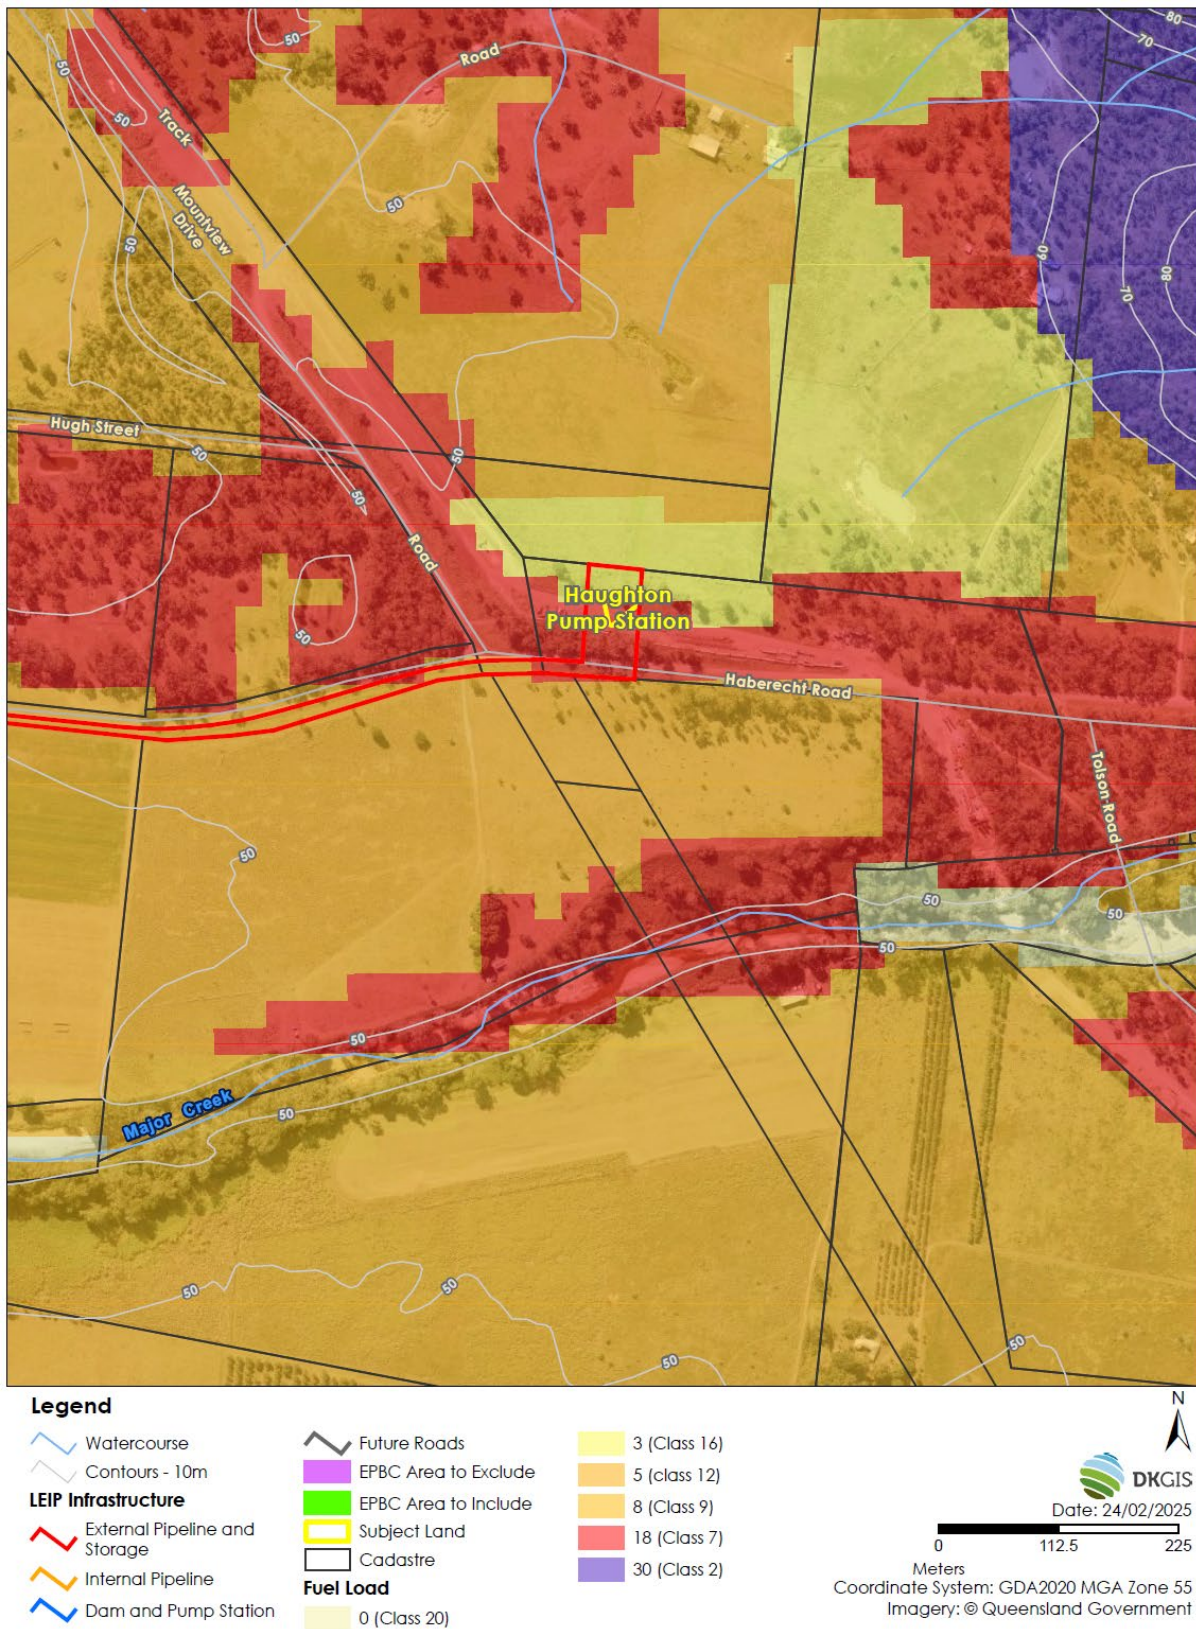 50
80
70
Road
50
50
Track
50
Mountview
Drive
50
50
60
70
80
Hugh Street
50
50
50
Road
Haughton
Pump Station
50
Haberecht Road
Tolson Road
50
50
50
50
50
Major Creek
50
50
50
50
50
Legend
Watercourse
Contours - 10m
LEIP Infrastructure
External Pipeline and
Storage
Internal Pipeline
Dam and Pump Station
Future Roads
EPBC Area to Exclude
EPBC Area to Include
Subject Land
Cadastre
Fuel Load
0 (Class 20)
3 (Class 16)
5 (class 12)
8 (Class 9)
18 (Class 7)
30 (Class 2)
N
DKGIS
Date: 24/02/2025
0 112.5 225
Meters
Coordinate System: GDA2020 MGA Zone 55
Imagery: © Queensland Government